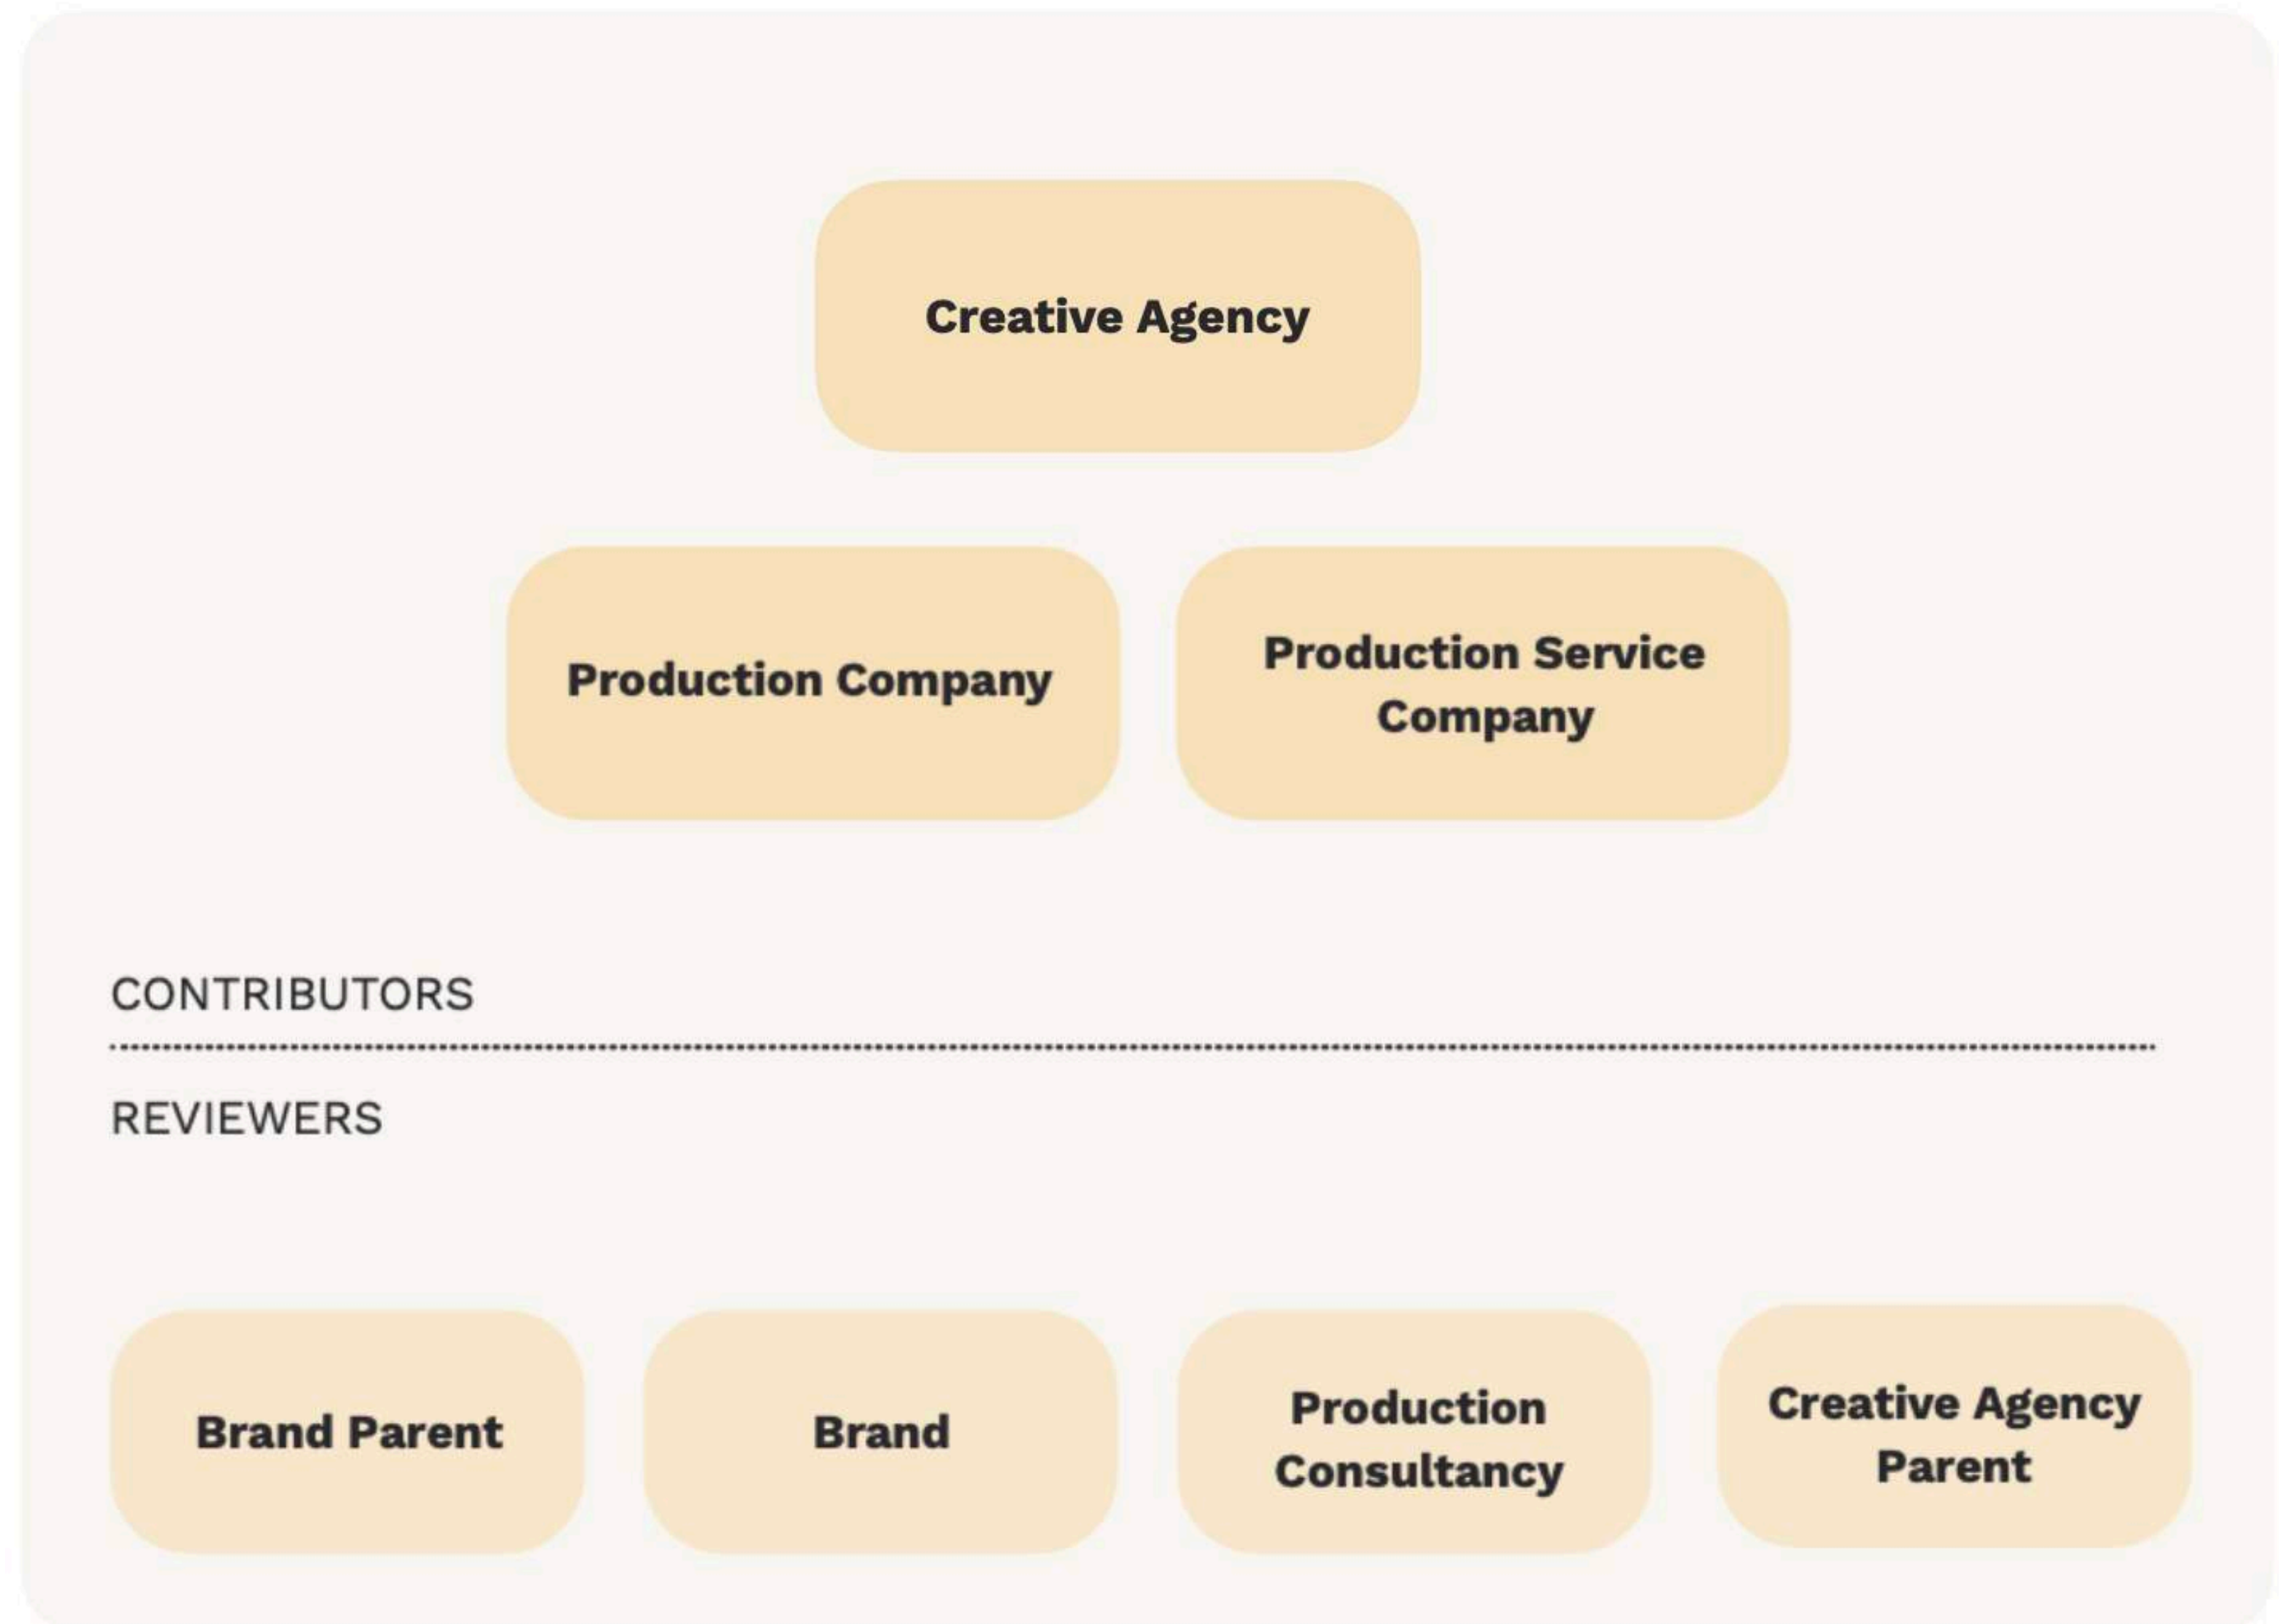 Creative Agency
Production Company
Production Service
Company
CONTRIBUTORS
REVIEWERS
Brand Parent
Brand
Production
Consultancy
Creative Agency
Parent